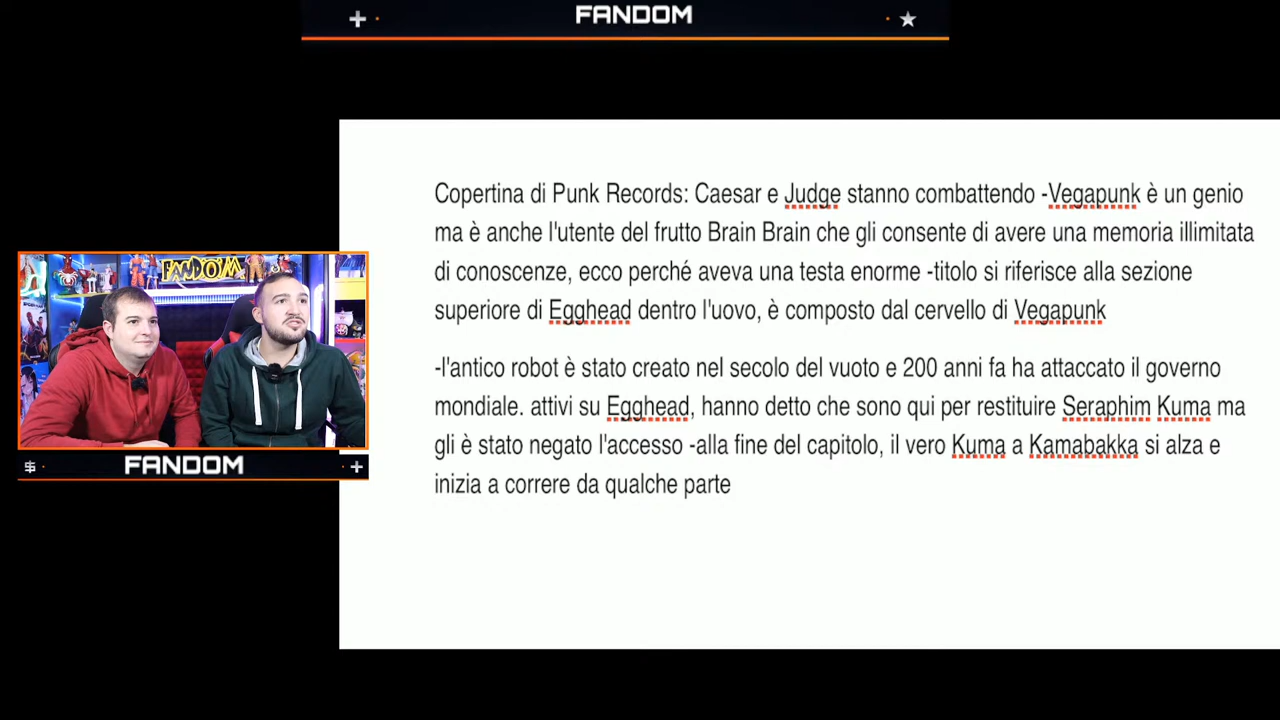 FANDOM
Copertina di Punk Records: Caesar e Judge stanno combattendo -Vegapunk è un genio
ma è anche l'utente del frutto Brain Brain che gli consente di avere una memoria illimitata
di conoscenze, ecco perché aveva una testa enorme -titolo si riferisce alla sezione
superiore di Egghead dentro l'uovo, è composto dal cervello di Vegapunk
-l'antico robot è stato creato nel secolo del vuoto e 200 anni fa ha attaccato il governo
mondiale. attivi su Egghead, hanno detto che sono qui per restituire Seraphim Kuma ma
gli è stato negato l'accesso -alla fine del capitolo, il vero Kuma a Kamabakka si alza e
inizia a correre da qualche parte
FANDOM
$ FANDOM